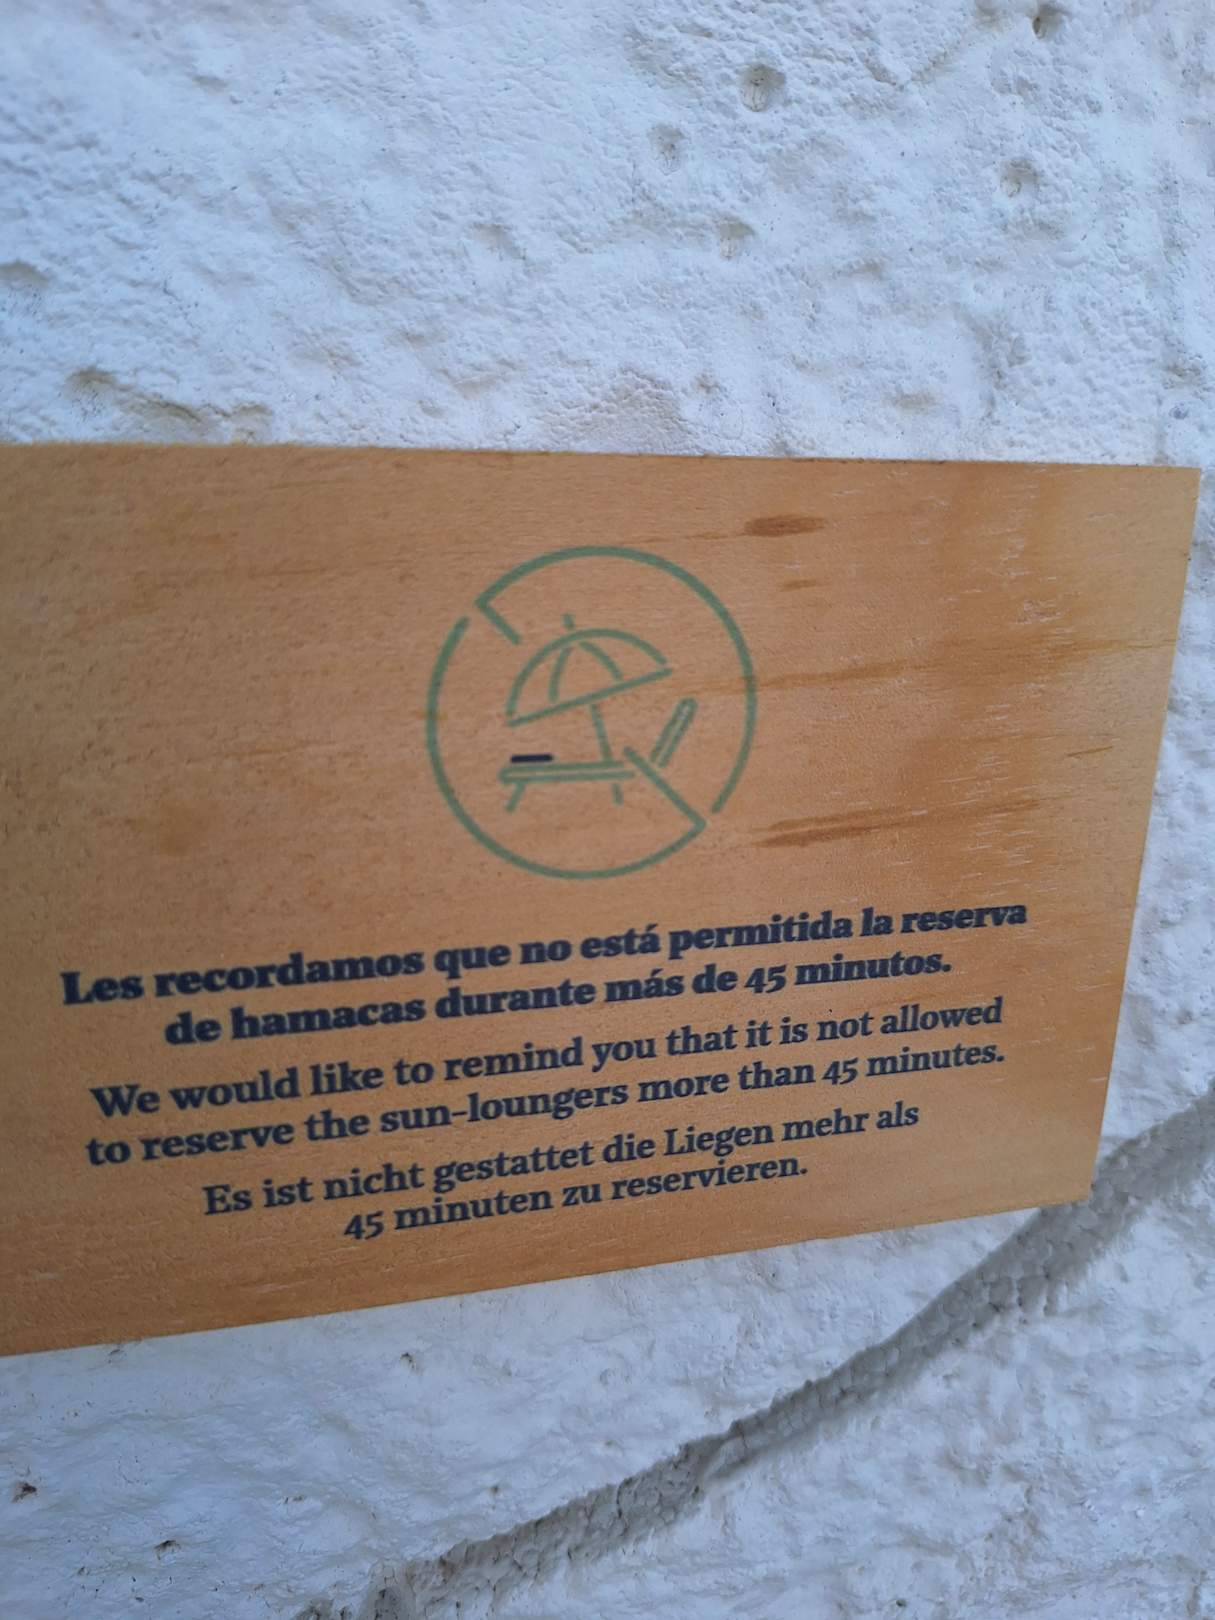 Les recordamos que no está permitida la reserva
de hamacas durante más de 45 minutos.
We would like to remind you that it is not allowed
to reserve the sun-loungers more than 45 minutes.
Es ist nicht gestattet die Liegen mehr als
45 minuten zu reservieren.